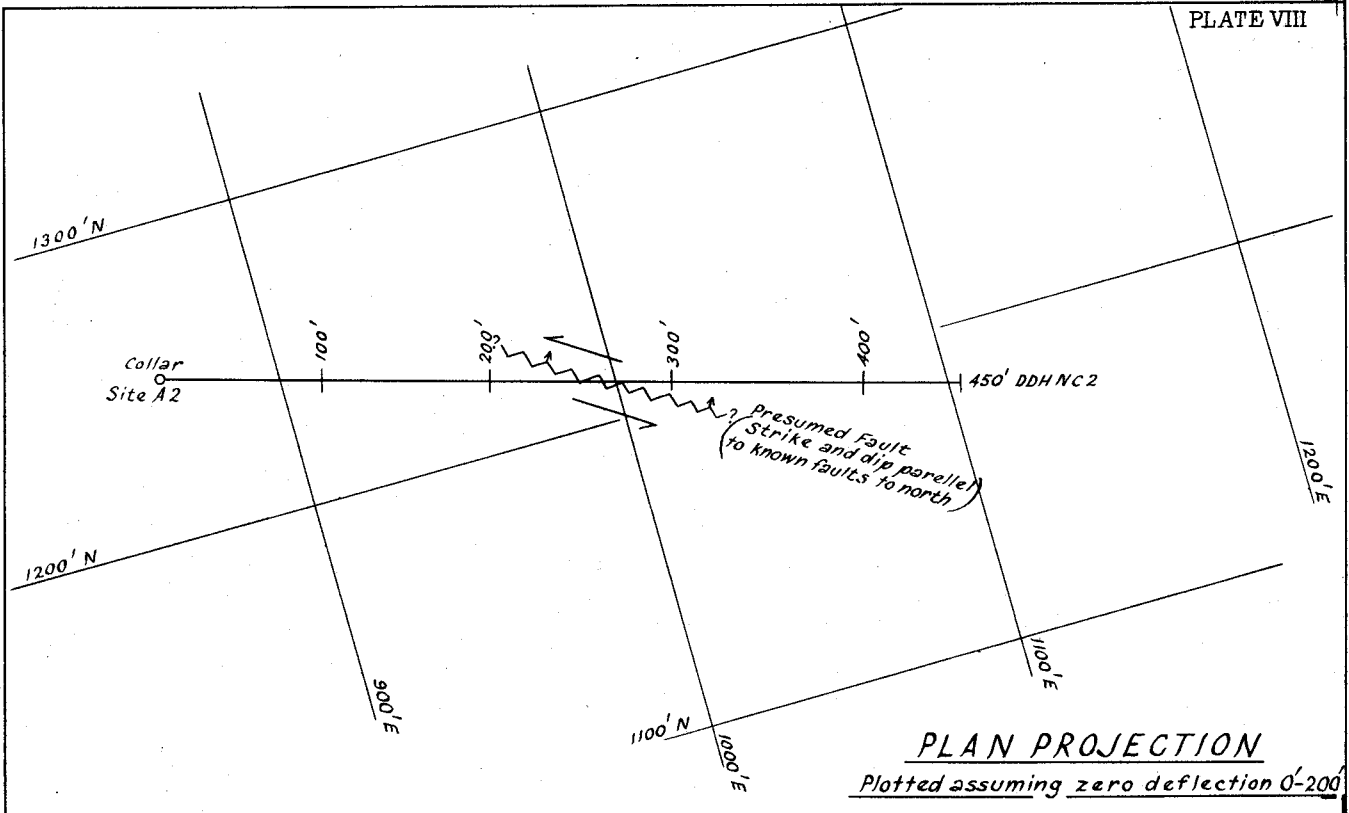 PLATE VIII
1300' N
100'
200'
300'
400'
?
Collar
Site A2
450' DDH NC2
?
Presumed Fault
(Strike and dip parellel)
to known faults to north
1200' N
1200' E
900' E
1100' N
1000' E
1100' E
PLAN PROJECTION
Plotted assuming zero deflection 0'-200'